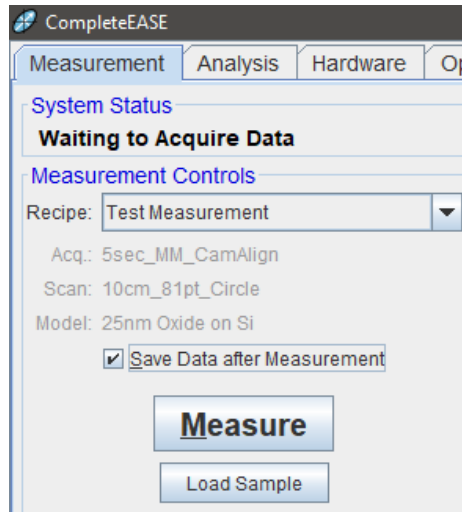 CompleteEASE
Measurement Analysis Hardware Op
System Status
Waiting to Acquire Data
Measurement Controls
Recipe: Test Measurement
Acq.: 5sec_MM_CamAlign
Scan: 10cm_81pt_Circle
Model: 25nm Oxide on Si
Save Data after Measurement
Measure
Load Sample